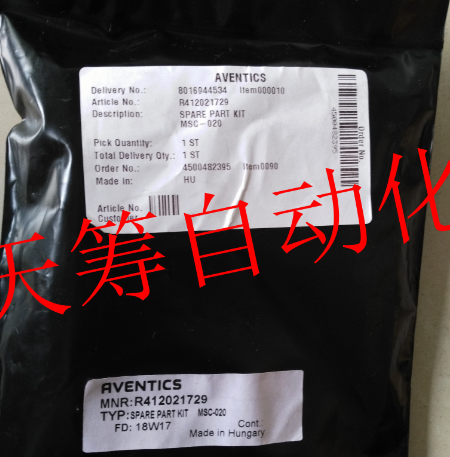 AVENTICS
Delivery No.: 8016944534 Item000010
Article No.: R412021729
Description: SPARE PART KIT
MSC-020
Pick Quantity: 1 ST
Total Delivery Qty.: 1 ST
Order No.: 4500482395 Item0090
Made in: HU
Article No.
Customer
Order No
4500482395
天筹自动化
AVENTICS
MNR:R412021729
TYP:SPARE PART KIT MSC-020
FD: 18W17 Cont.:
Made in Hungary